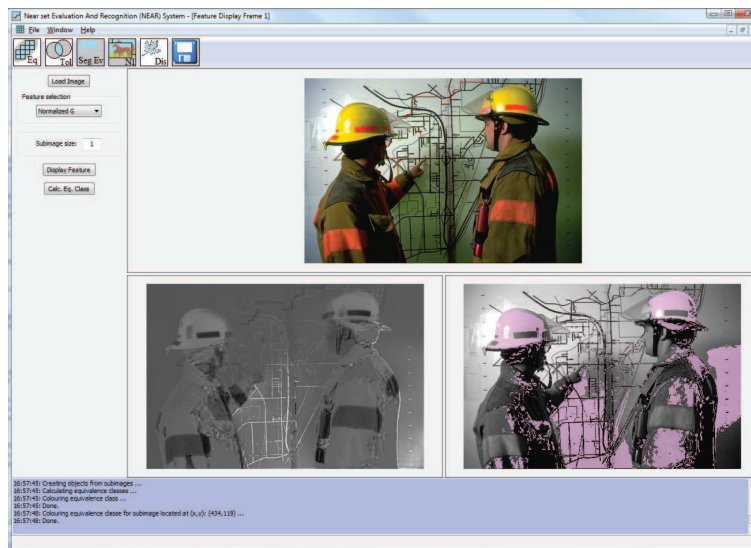 Near set Evaluation And Recognition (NEAR) System - [Feature Display Frame 1]
File Window Help
Eq Tol Seg Ev NI Dis
Load Image
Feature selection
Normalized G
Subimage size: 1
Display Feature
Calc. Eq. Class
16:57:45: Creating objects from subimages ...
16:57:45: Calculating equivalence classes ...
16:57:45: Colouring equivalence class ...
16:57:45: Done.
16:57:48: Colouring equivalence classe for subimage located at (x,y): (434,119) ...
16:57:48: Done.